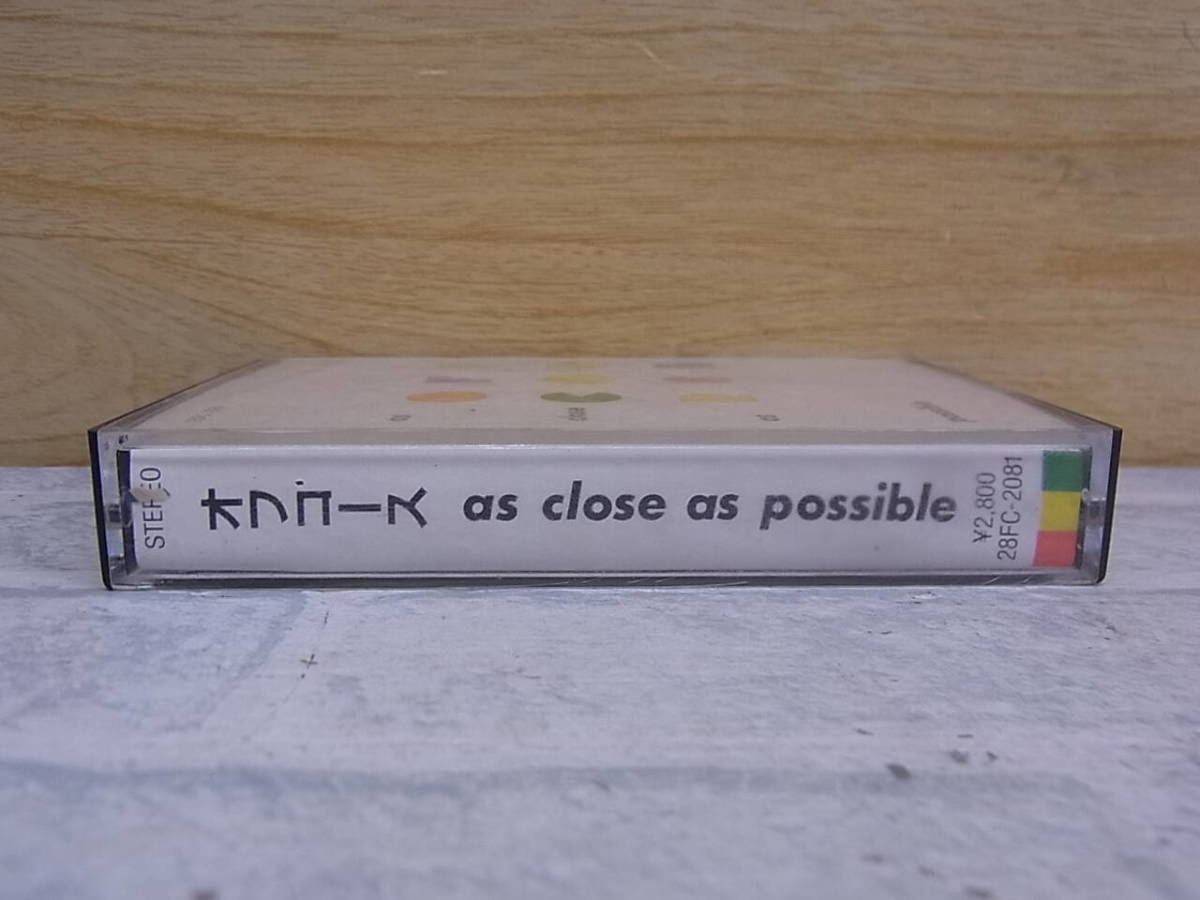 STEREO
オフコース as close as possible
¥2,800
28FC-2081